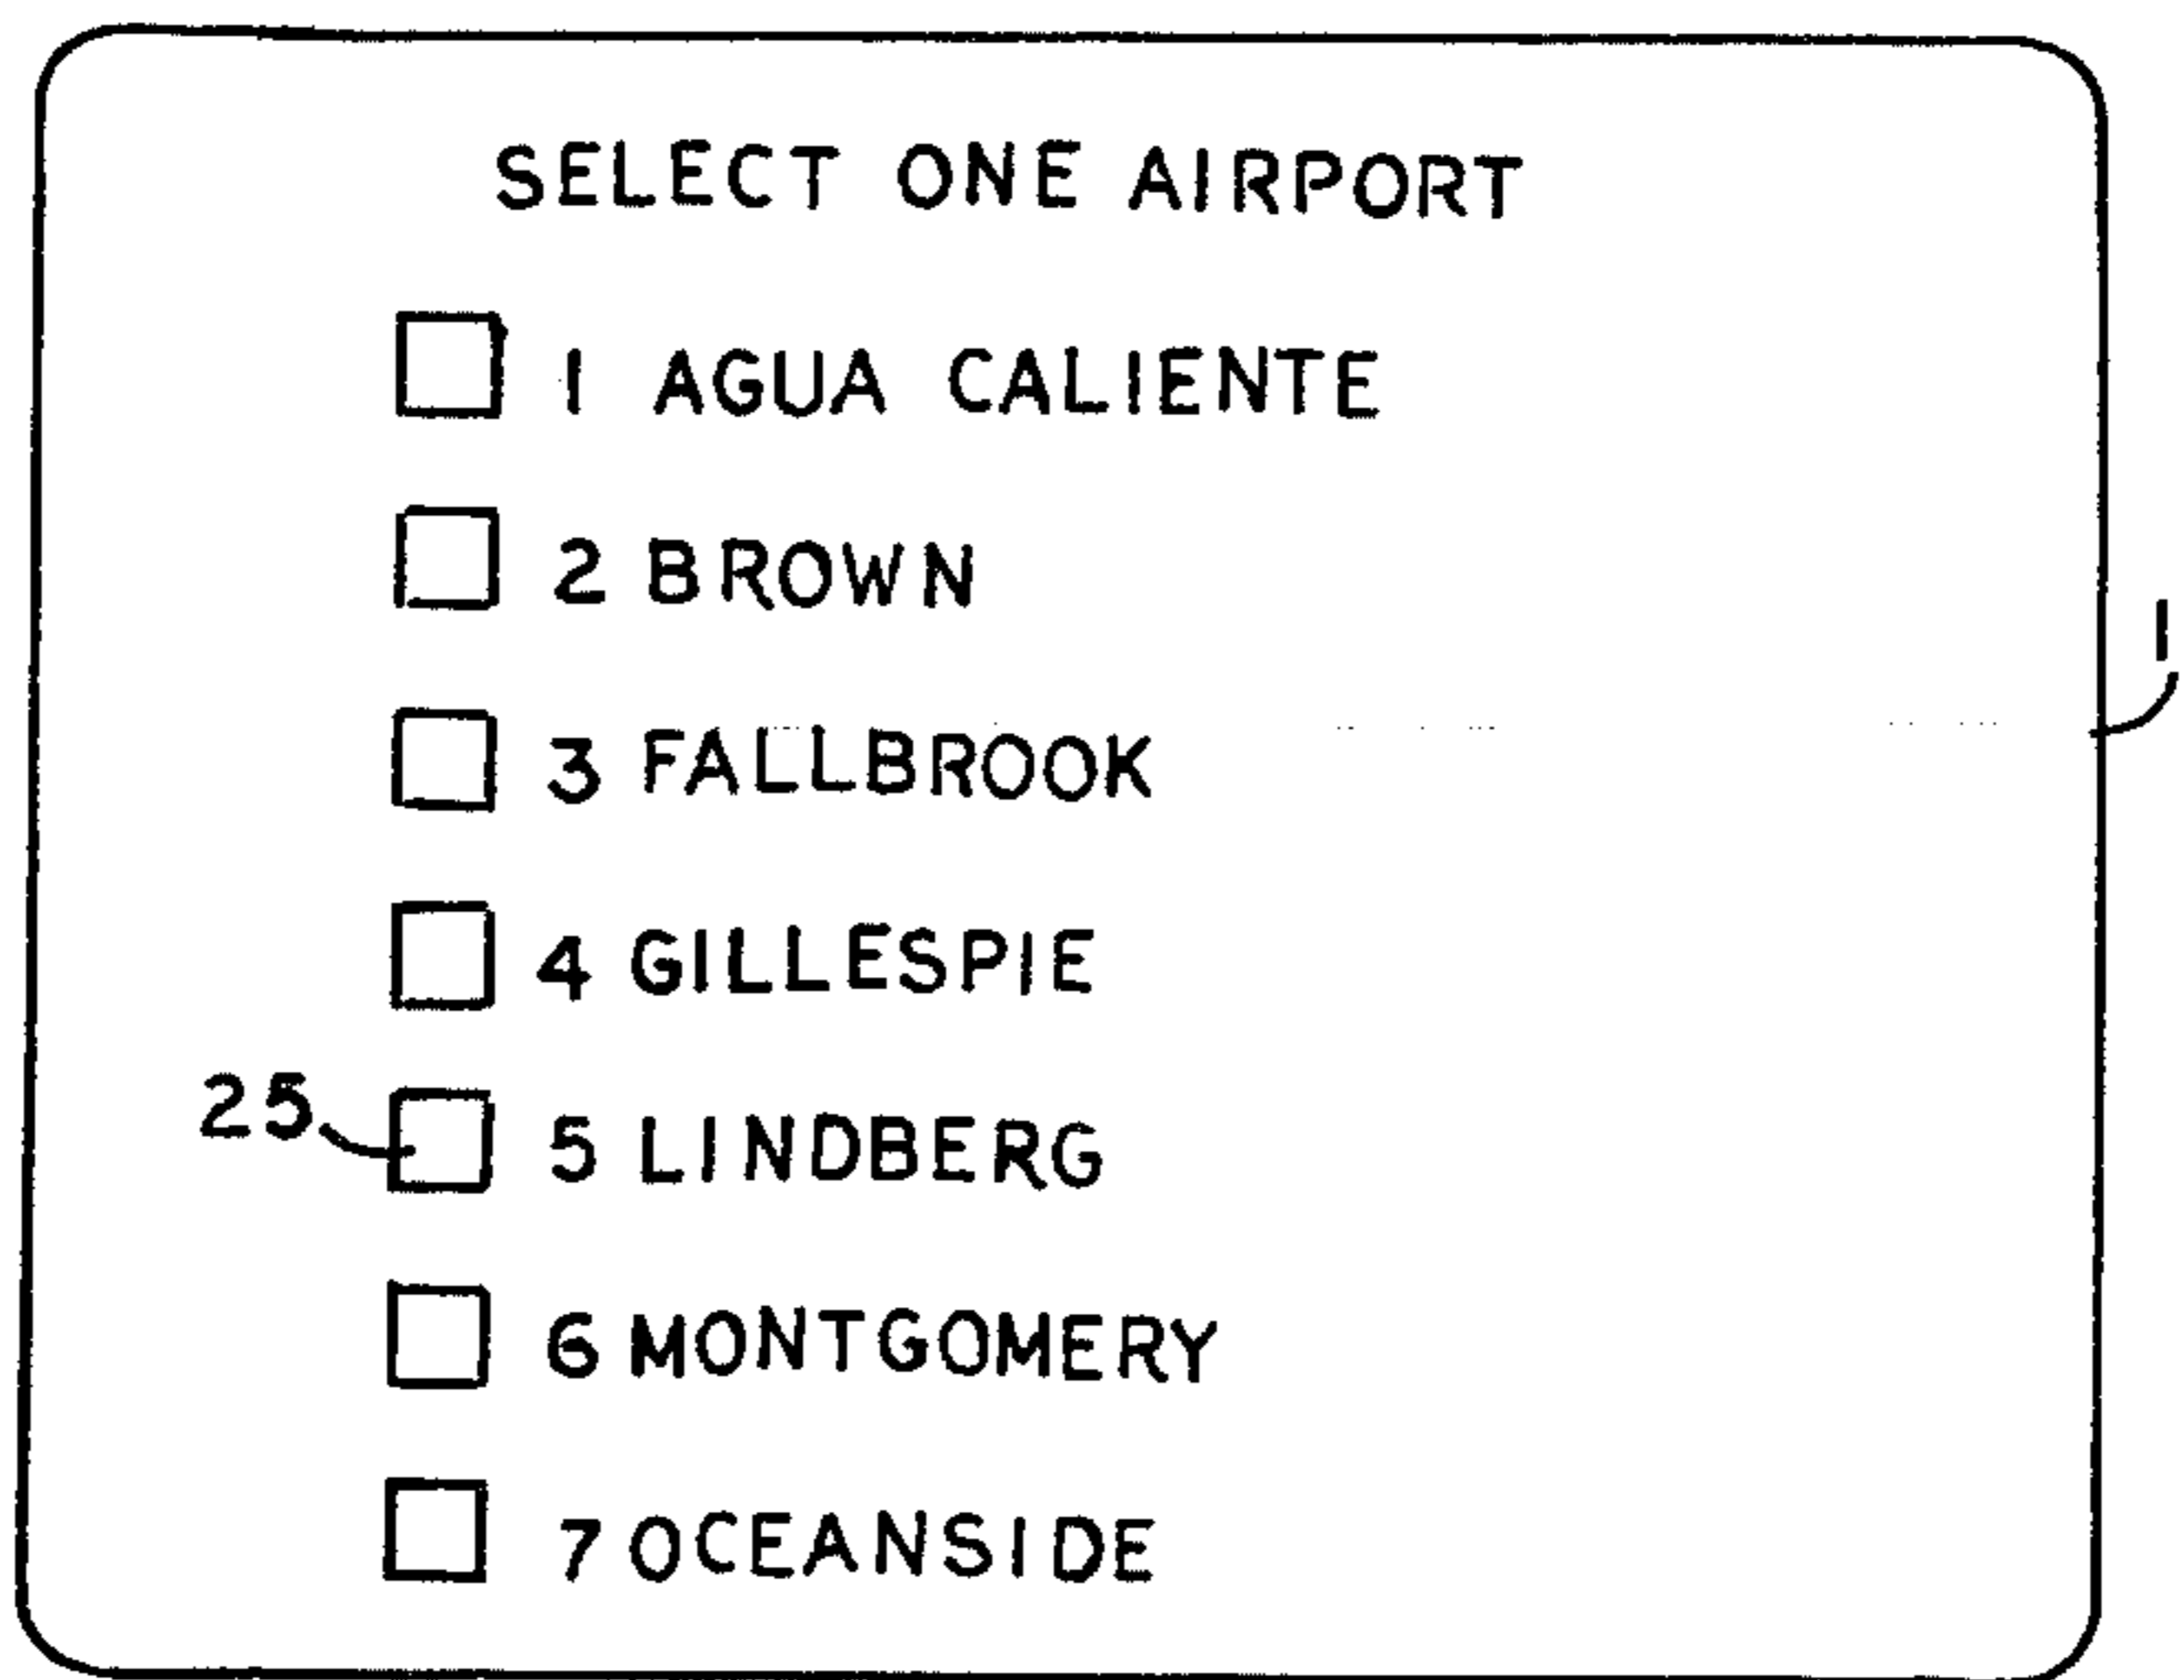 SELECT ONE AIRPORT
1 AGUA CALIENTE
2 BROWN
1
3 FALLBROOK
4 GILLESPIE
25
5 LINDBERG
6 MONTGOMERY
7 OCEANSIDE